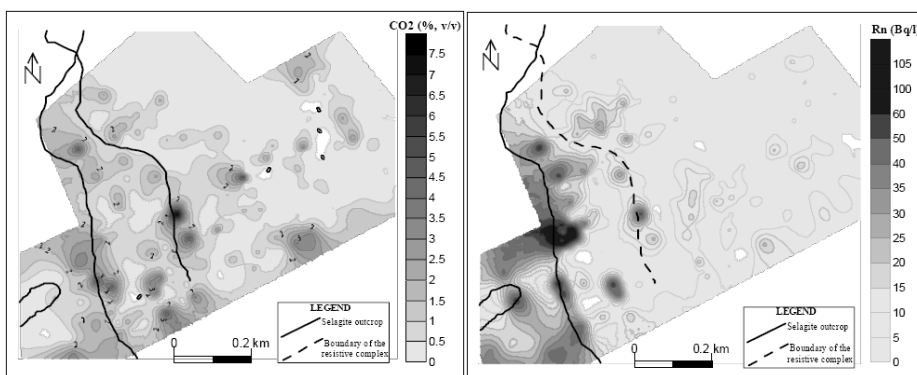 CO2 (%, v/v)
N
7.5
7
6.5
6
5.5
5
4.5
4
3.5
3
2.5
2
1.5
1
0.5
0
LEGEND
Selagite outcrop
Boundary of the
resistive complex
0 0.2 km
Rn (Bq/l)
N
105
100
60
50
40
35
30
25
20
15
10
5
0
LEGEND
Selagite outcrop
Boundary of the
resistive complex
0 0.2 km